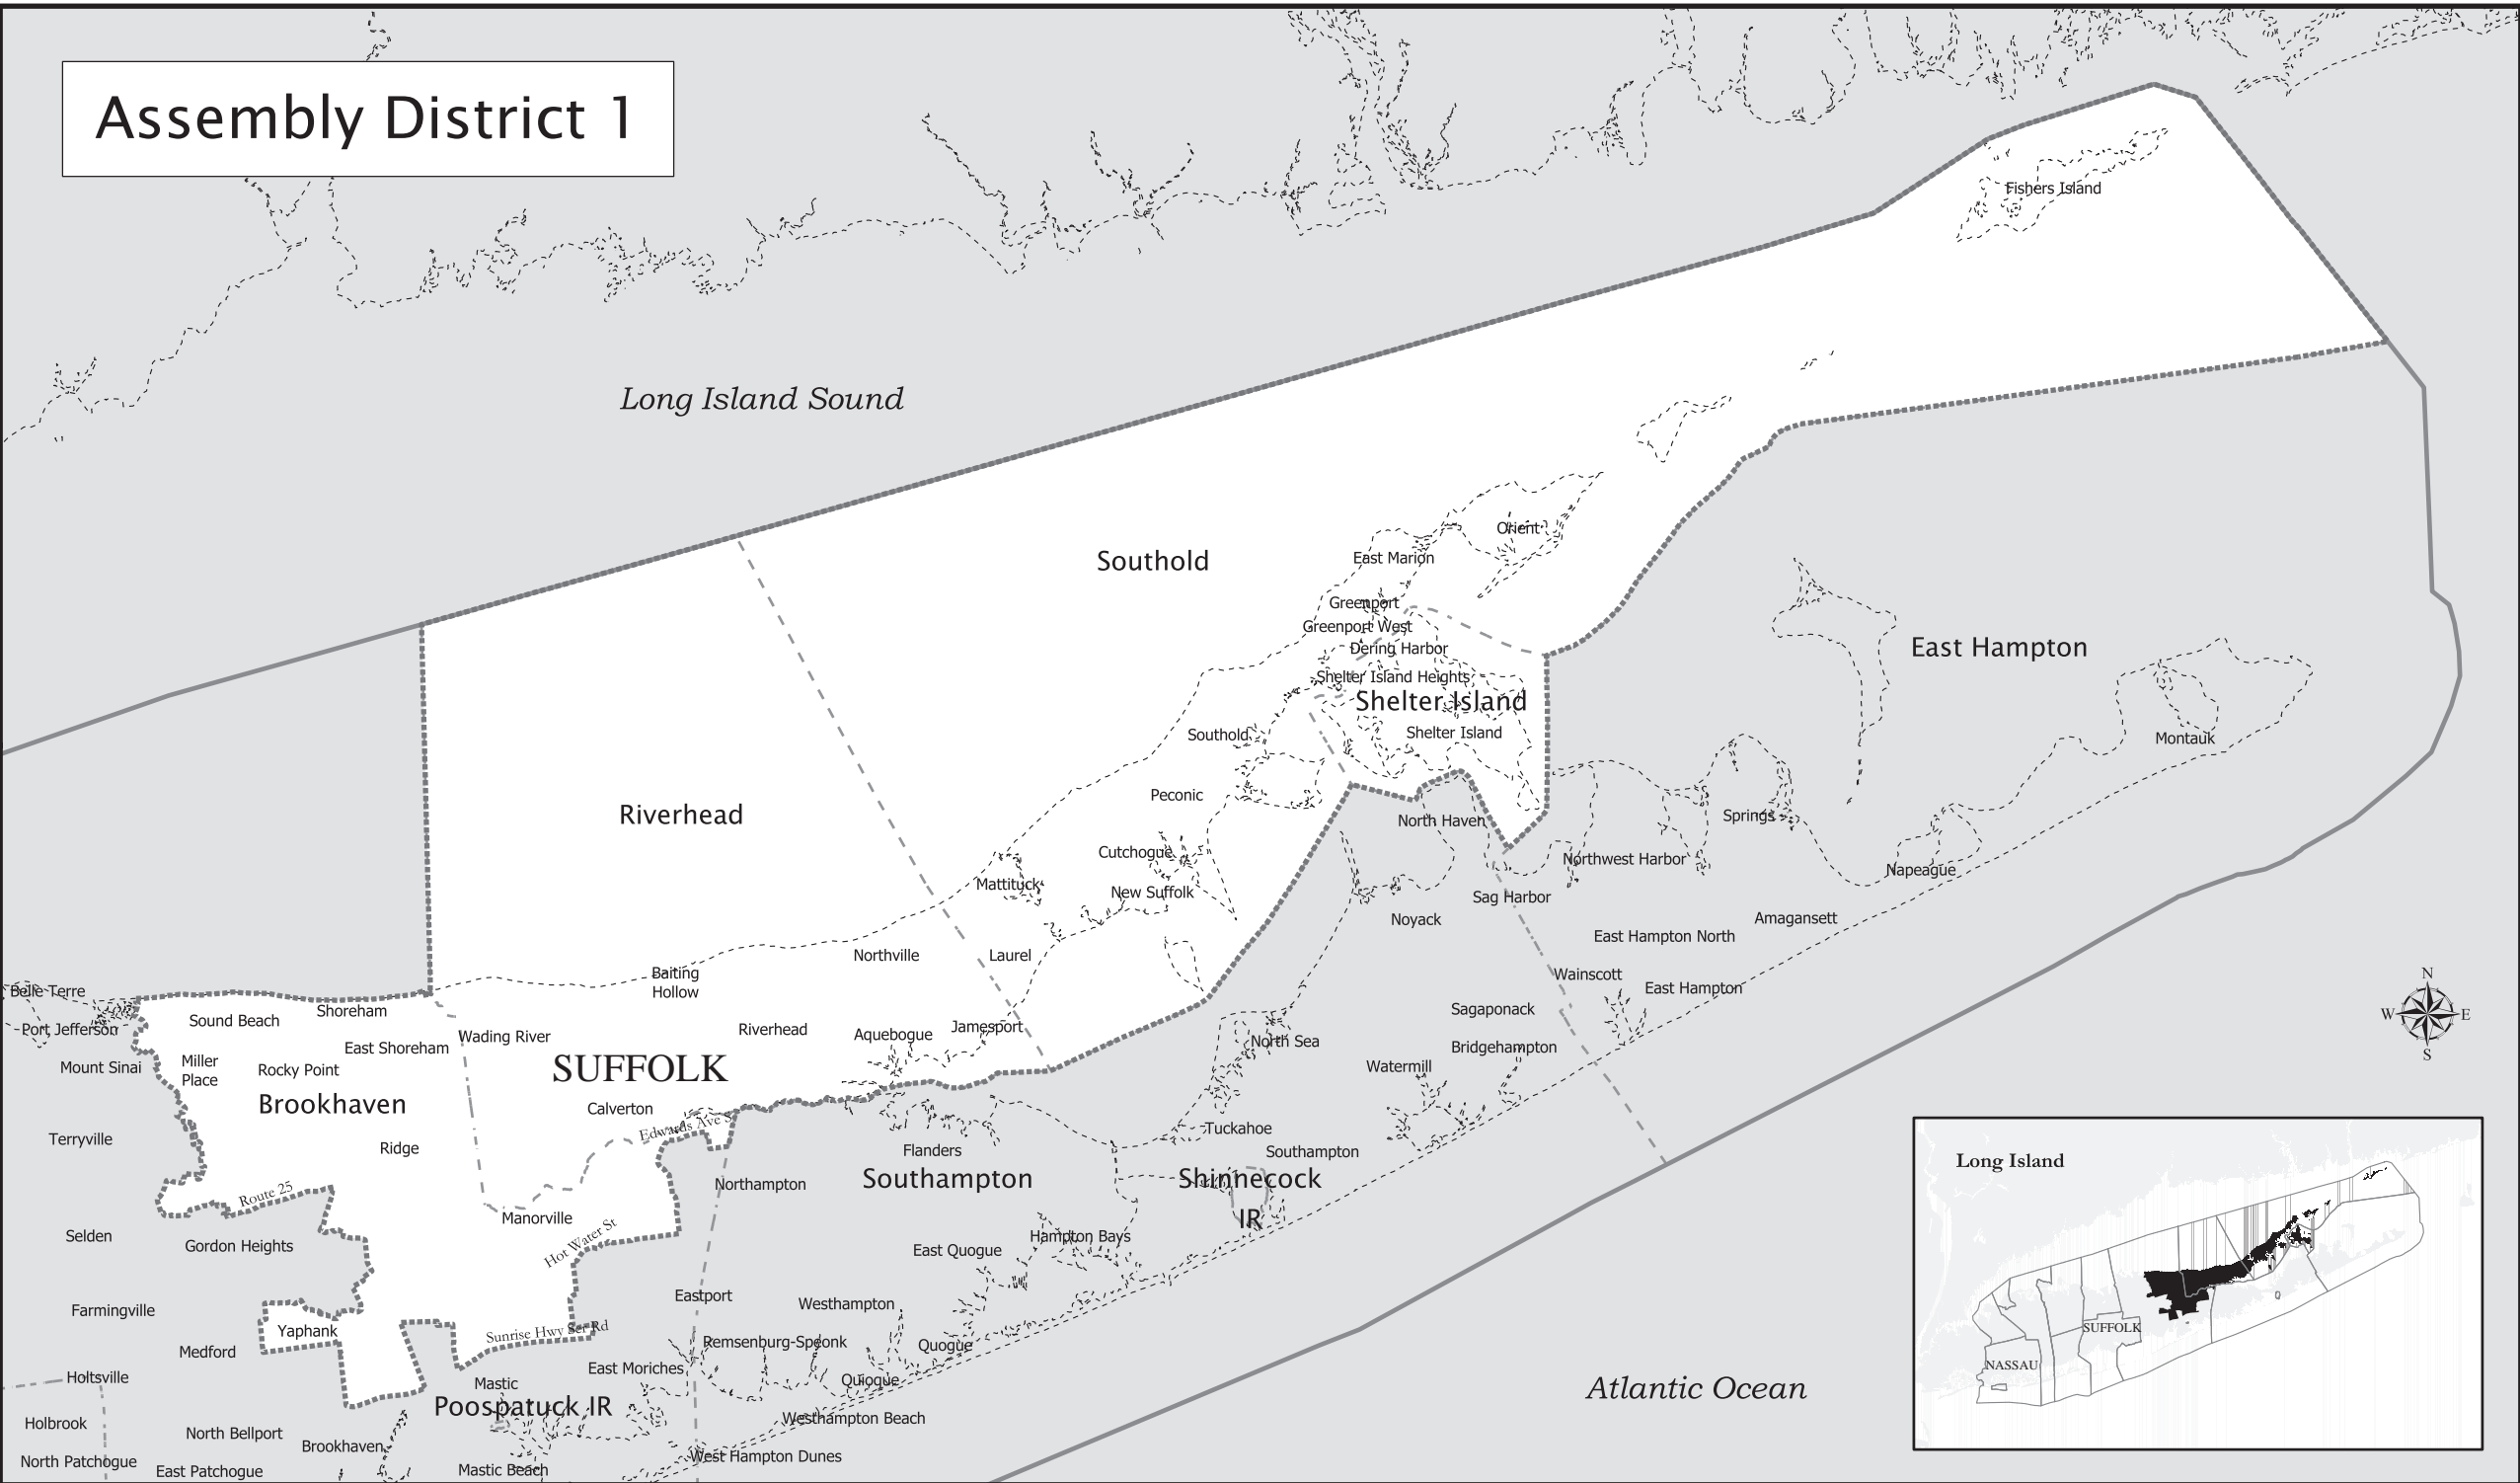 Assembly District 1
Fishers Island
Long Island Sound
Orient
Southold
East Marion
Greenport
Greenport West
Dering Harbor
East Hampton
Shelter Island Heights
Shelter Island
Shelter Island
Southold
Montauk
Peconic
Riverhead
Springs
North Haven
Cutchogue
Northwest Harbor
Napeague
Mattituck
New Suffolk
Sag Harbor
Noyack
Amagansett
East Hampton North
Northville
Laurel
Baiting
Hollow
Wainscott
East Hampton
N
W
E
S
Belle Terre
Shoreham
Sound Beach
Sagaponack
Port Jefferson
Wading River
Riverhead
Aquebogue
Jamesport
East Shoreham
North Sea
Bridgehampton
Mount Sinai
Miller
Place
Rocky Point
SUFFOLK
Watermill
Brookhaven
Calverton
Edwards Ave S
Tuckahoe
Terryville
Ridge
Flanders
Southampton
Southampton
Shinnecock
IR
Northampton
Route 25
Manorville
Hot Water St
Selden
Gordon Heights
East Quogue
Hampton Bays
Eastport
Westhampton
Farmingville
Yaphank
Sunrise Hwy Ser Rd
Remsenburg-Speonk
Quogue
Medford
East Moriches
Quioque
Holtsville
Mastic
Poospatuck IR
Atlantic Ocean
Holbrook
North Bellport
Brookhaven
Westhampton Beach
North Patchogue
East Patchogue
Mastic Beach
West Hampton Dunes
Long Island
SUFFOLK
NASSAU